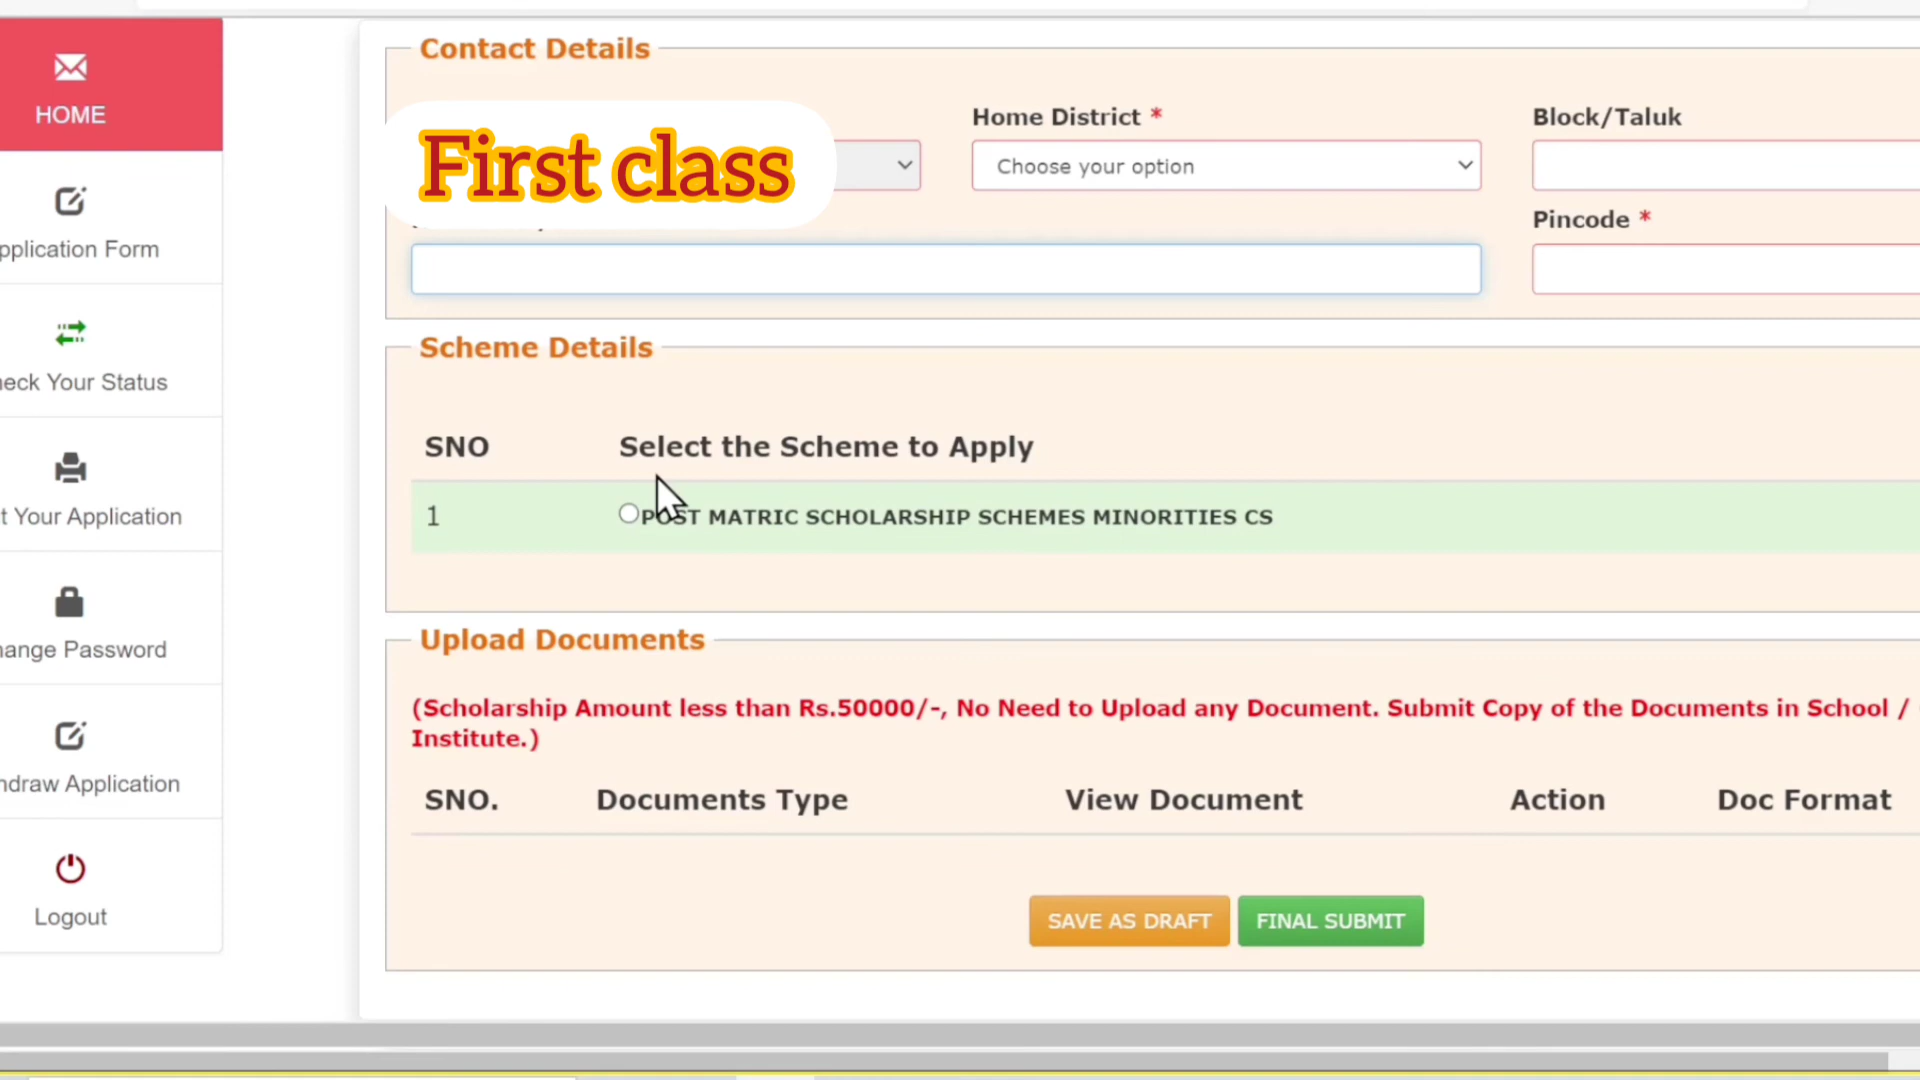 Contact Details
HOME
Home District *
Block/Taluk
First class
Choose your option
Pincode *
pplication Form
Scheme Details
heck Your Status
SNO
Select the Scheme to Apply
1
POST MATRIC SCHOLARSHIP SCHEMES MINORITIES CS
t Your Application
Upload Documents
hange Password
(Scholarship Amount less than Rs.50000/-, No Need to Upload any Document. Submit Copy of the Documents in School /
Institute.)
hdraw Application
SNO.
Documents Type
View Document
Action
Doc Format
Logout
SAVE AS DRAFT
FINAL SUBMIT